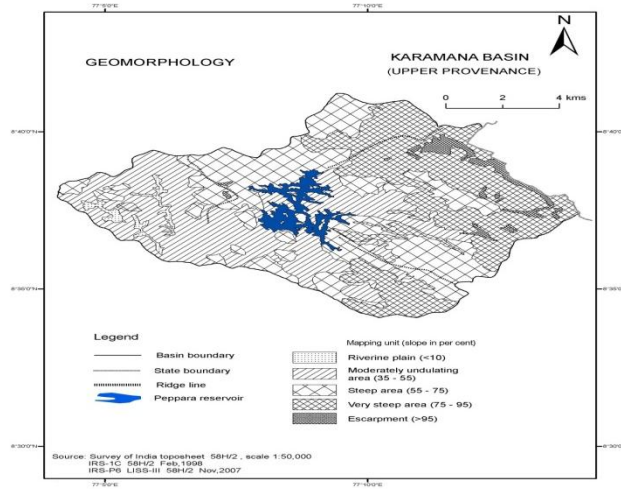 77°5'0"E
77°10'0"E
N
GEOMORPHOLOGY
KARAMANA BASIN
(UPPER PROVENANCE)
0 2 4 kms
8°40'0"N
8°40'0"N
8°35'0"N
8°35'0"N
Legend
Basin boundary
State boundary
Ridge line
Peppara reservoir
Mapping unit (slope in per cent)
Riverine plain (<10)
Moderately undulating
area (35 - 55)
Steep area (55 - 75)
Very steep area (75 - 95)
Escarpment (>95)
8°30'0"N
8°30'0"N
Source: Survey of India toposheet 58H/2 , scale 1:50,000
IRS-1C 58H/2 Feb,1998
IRS-P6 LISS-III 58H/2 Nov,2007
77°5'0"E
77°10'0"E